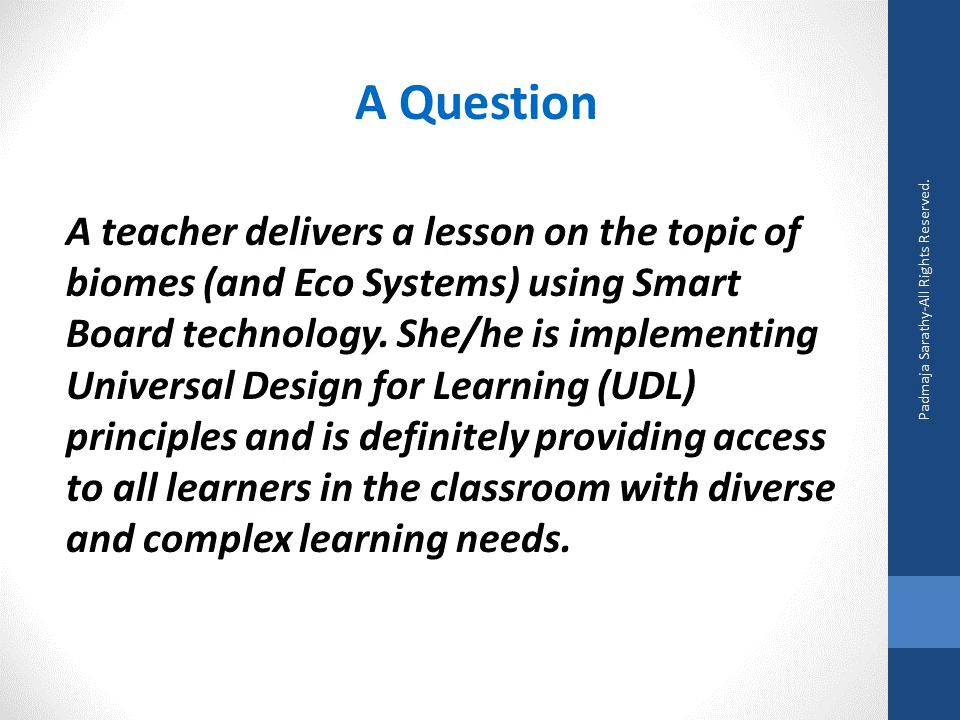 A Question
A teacher delivers a lesson on the topic of
biomes (and Eco Systems) using Smart
Board technology. She/he is implementing
Universal Design for Learning (UDL)
principles and is definitely providing access
to all learners in the classroom with diverse
and complex learning needs.
Padmaja Sarathy-All Rights Reserved.